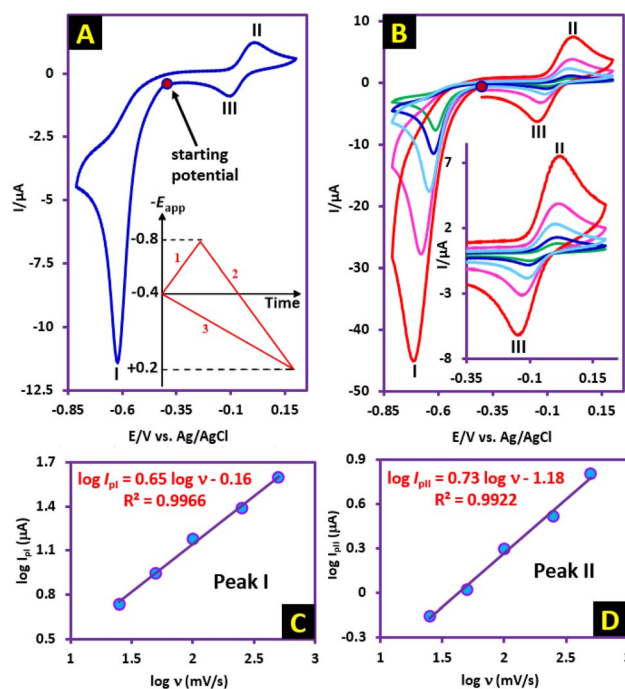 A
II
III
I
starting
potential
-Eapp
-0.8
-0.4
+0.2
1
2
3
Time
0
-2.5
-5
-7.5
-10
-12.5
I/μA
-0.85
-0.6
-0.35
-0.1
0.15
E/V vs. Ag/AgCl
B
II
III
I
10
0
-10
-20
-30
-40
-50
I/μA
II
III
7
2
-3
-8
I/μA
-0.35
-0.1
0.15
-0.85
-0.6
-0.35
-0.1
0.15
E/V vs. Ag/AgCl
log IpI = 0.65 log ν - 0.16
R² = 0.9966
Peak I
C
1.7
1.4
1.1
0.8
0.5
log IpI (μA)
1
1.5
2
2.5
3
log ν (mV/s)
log IpII = 0.73 log ν - 1.18
R² = 0.9922
Peak II
D
0.9
0.6
0.3
0
-0.3
log IpII (μA)
1
1.5
2
2.5
3
log ν (mV/s)